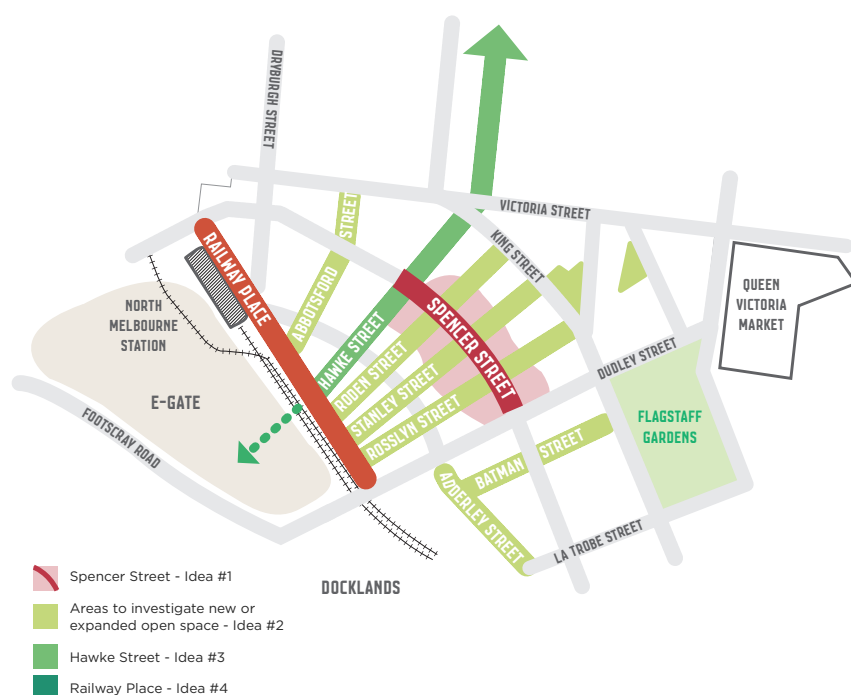 DRYBURGH STREET
VICTORIA STREET
KING STREET
RAILWAY PLACE
ABBOTSFORD
STREET
HAWKE STREET
SPENCER STREET
RODEN STREET
STANLEY STREET
ROSSLYN STREET
NORTH
MELBOURNE
STATION
E-GATE
FOOTSCRAY ROAD
QUEEN
VICTORIA
MARKET
DUDLEY STREET
FLAGSTAFF
GARDENS
BATMAN STREET
ADDERLEY STREET
LA TROBE STREET
DOCKLANDS
Spencer Street - Idea #1
Areas to investigate new or
expanded open space - Idea #2
Hawke Street - Idea #3
Railway Place - Idea #4